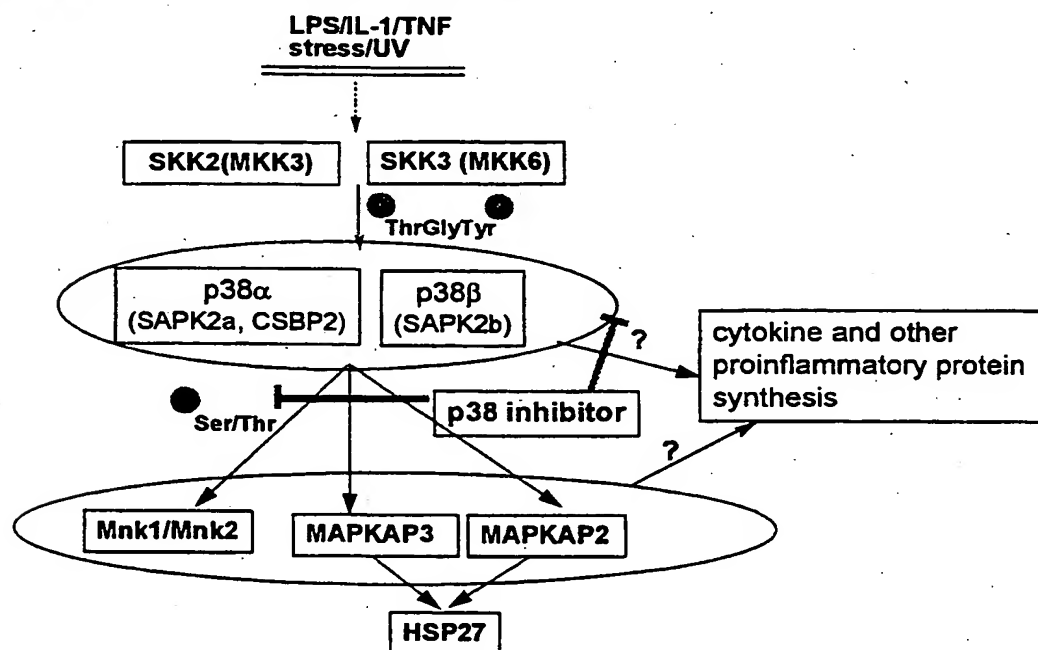 LPS/IL-1/TNF
stress/UV
SKK2(MKK3)
SKK3 (MKK6)
ThrGlyTyr
p38α
(SAPK2a, CSBP2)
p38β
(SAPK2b)
?
cytokine and other
proinflammatory protein
synthesis
p38 inhibitor
Ser/Thr
?
Mnk1/Mnk2
MAPKAP3
MAPKAP2
HSP27